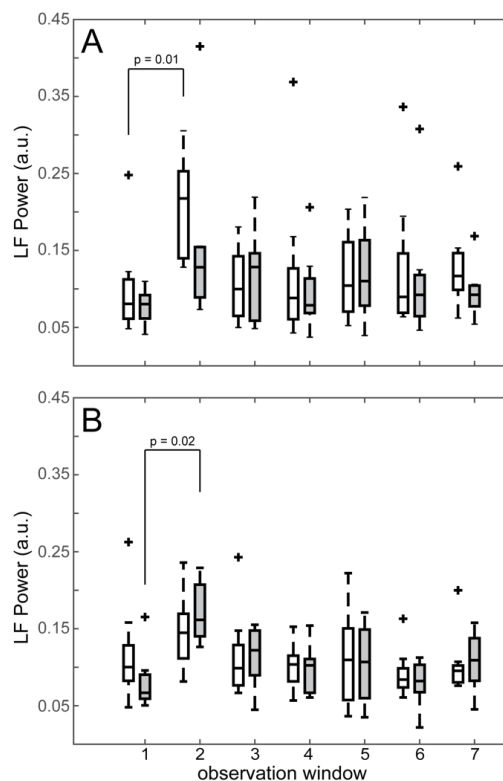 A
p = 0.01
LF Power (a.u.)
0.45
0.35
0.25
0.15
0.05
B
p = 0.02
LF Power (a.u.)
0.45
0.35
0.25
0.15
0.05
1 2 3 4 5 6 7
observation window